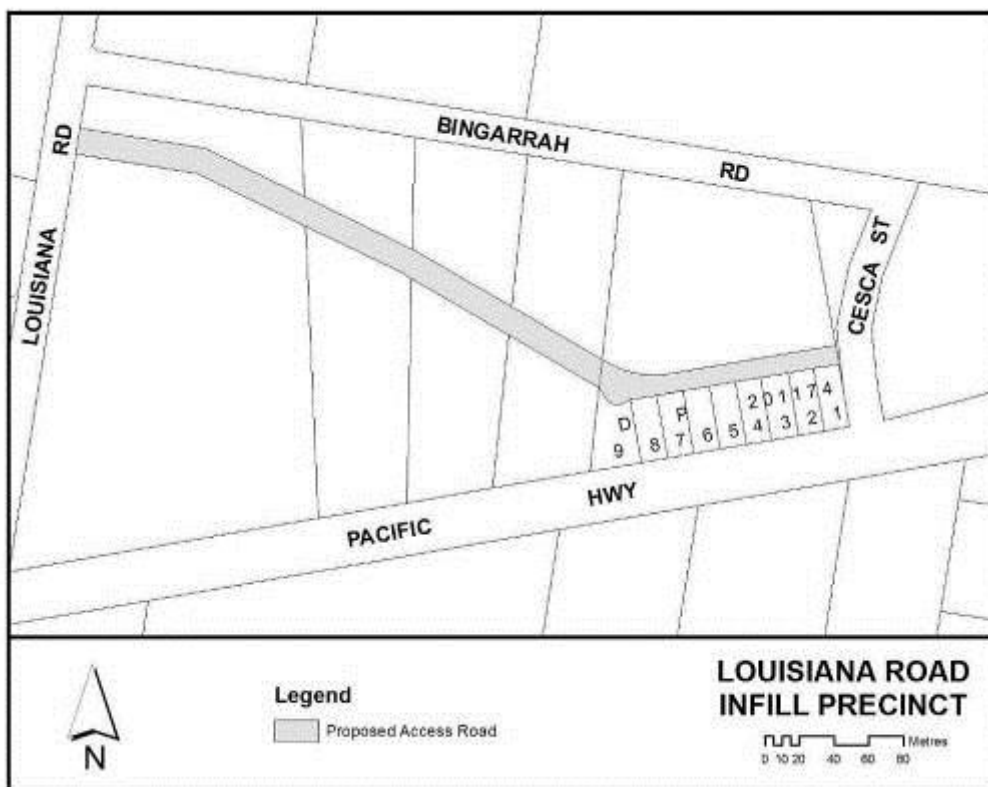 BINGARRAH
RD
RD
LOUISIANA
CESCA ST
D P 2 0 1 1 7 4
9 8 7 6 5 4 3 2 1
PACIFIC
HWY
N
Legend
Proposed Access Road
LOUISIANA ROAD
INFILL PRECINCT
Metres
0 10 20 40 60 80